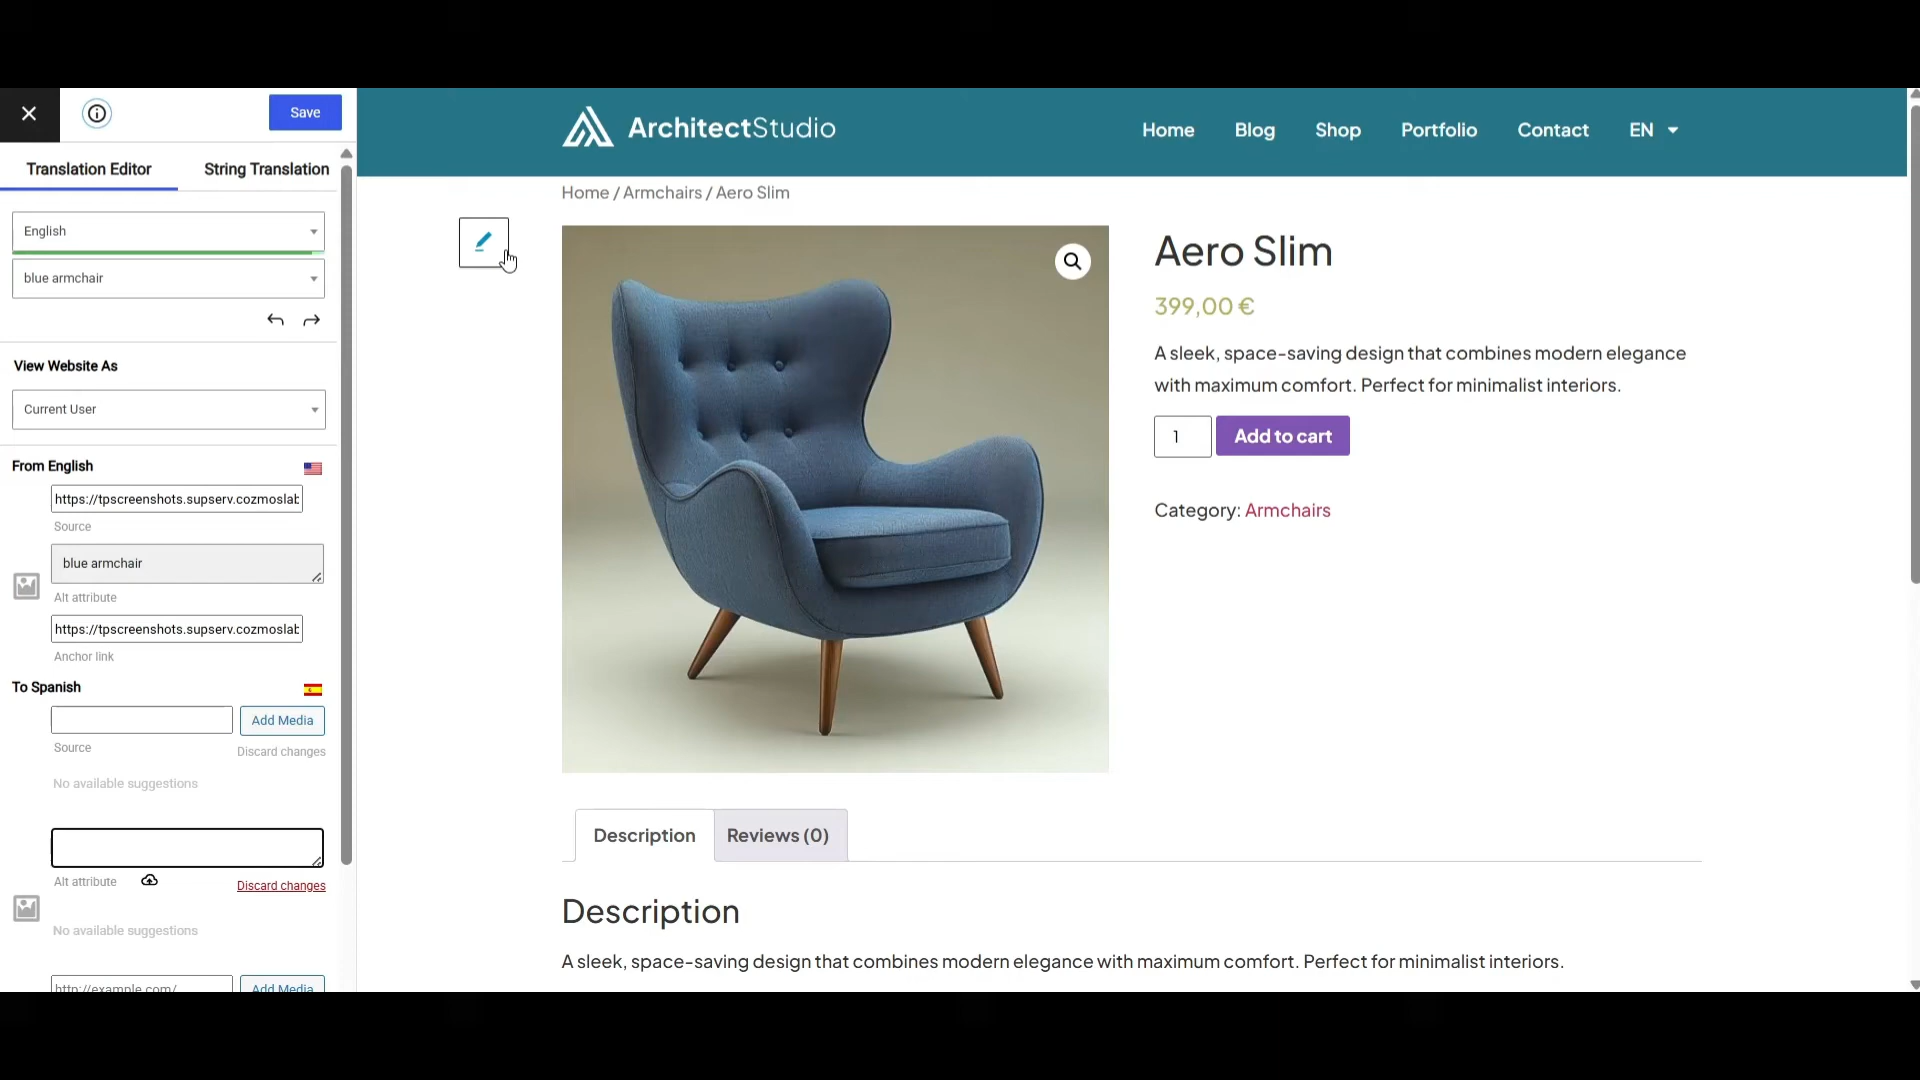 Save
Translation Editor
String Translation
English
blue armchair
View Website As
Current User
From English
https://tpscreenshots.supserv.cozmoslab
Source
blue armchair
Alt attribute
https://tpscreenshots.supserv.cozmoslab
Anchor link
To Spanish
Add Media
Source
Discard changes
No available suggestions
Alt attribute
Discard changes
No available suggestions
http://example.com/
Add Media
ArchitectStudio
Home
Blog
Shop
Portfolio
Contact
EN
Home / Armchairs / Aero Slim
Aero Slim
399,00 €
A sleek, space-saving design that combines modern elegance
with maximum comfort. Perfect for minimalist interiors.
1
Add to cart
Category: Armchairs
Description
Reviews (0)
Description
A sleek, space-saving design that combines modern elegance with maximum comfort. Perfect for minimalist interiors.